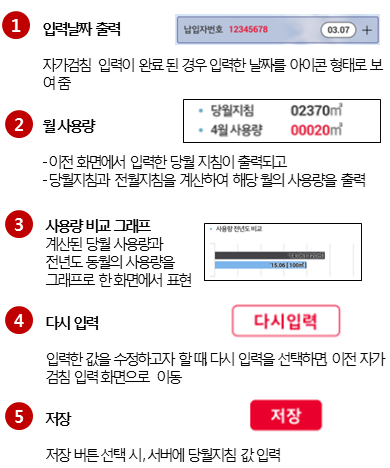 1 입력날짜 출력
납입자번호 12345678 03.07 +
자가검침 입력이 완료 된 경우 입력한 날짜를 아이콘 형태로 보
여 줌
당월지침 02370㎥
2 월 사용량
4월 사용량 00020㎥
- 이전 화면에서 입력한 당월 지침이 출력되고
- 당월지침과 전월지침을 계산하여 해당 월의 사용량을 출력
3 사용량 비교 그래프
사용량 전년도 비교
계산된 당월 사용량과
전년도 동월의 사용량을
그래프로 한 화면에서 표현
15.06 [100㎥]
4 다시 입력
다시입력
입력한 값을 수정하고자 할 때, 다시 입력을 선택하면, 이전 자가
검침 입력 화면으로 이동
5 저장
저장
저장 버튼 선택 시, 서버에 당월지침 값 입력